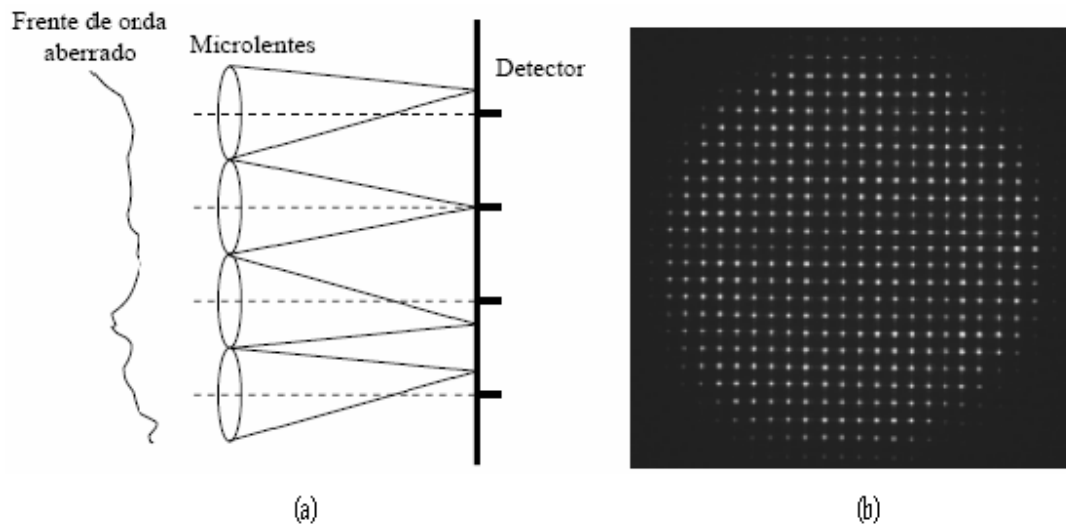 Frente de onda
aberrado
Microlentes
Detector
(a)
(b)